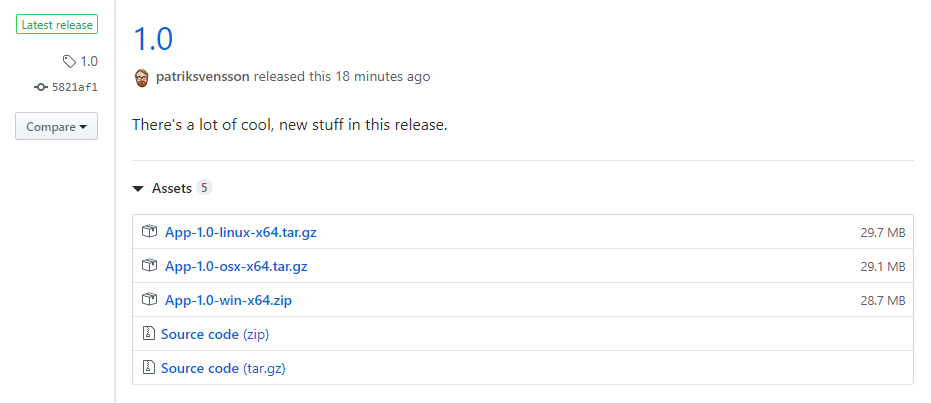 Latest release
1.0
5821af1
Compare
1.0
patriksvensson released this 18 minutes ago
There's a lot of cool, new stuff in this release.
Assets 5
App-1.0-linux-x64.tar.gz 29.7 MB
App-1.0-osx-x64.tar.gz 29.1 MB
App-1.0-win-x64.zip 28.7 MB
Source code (zip)
Source code (tar.gz)